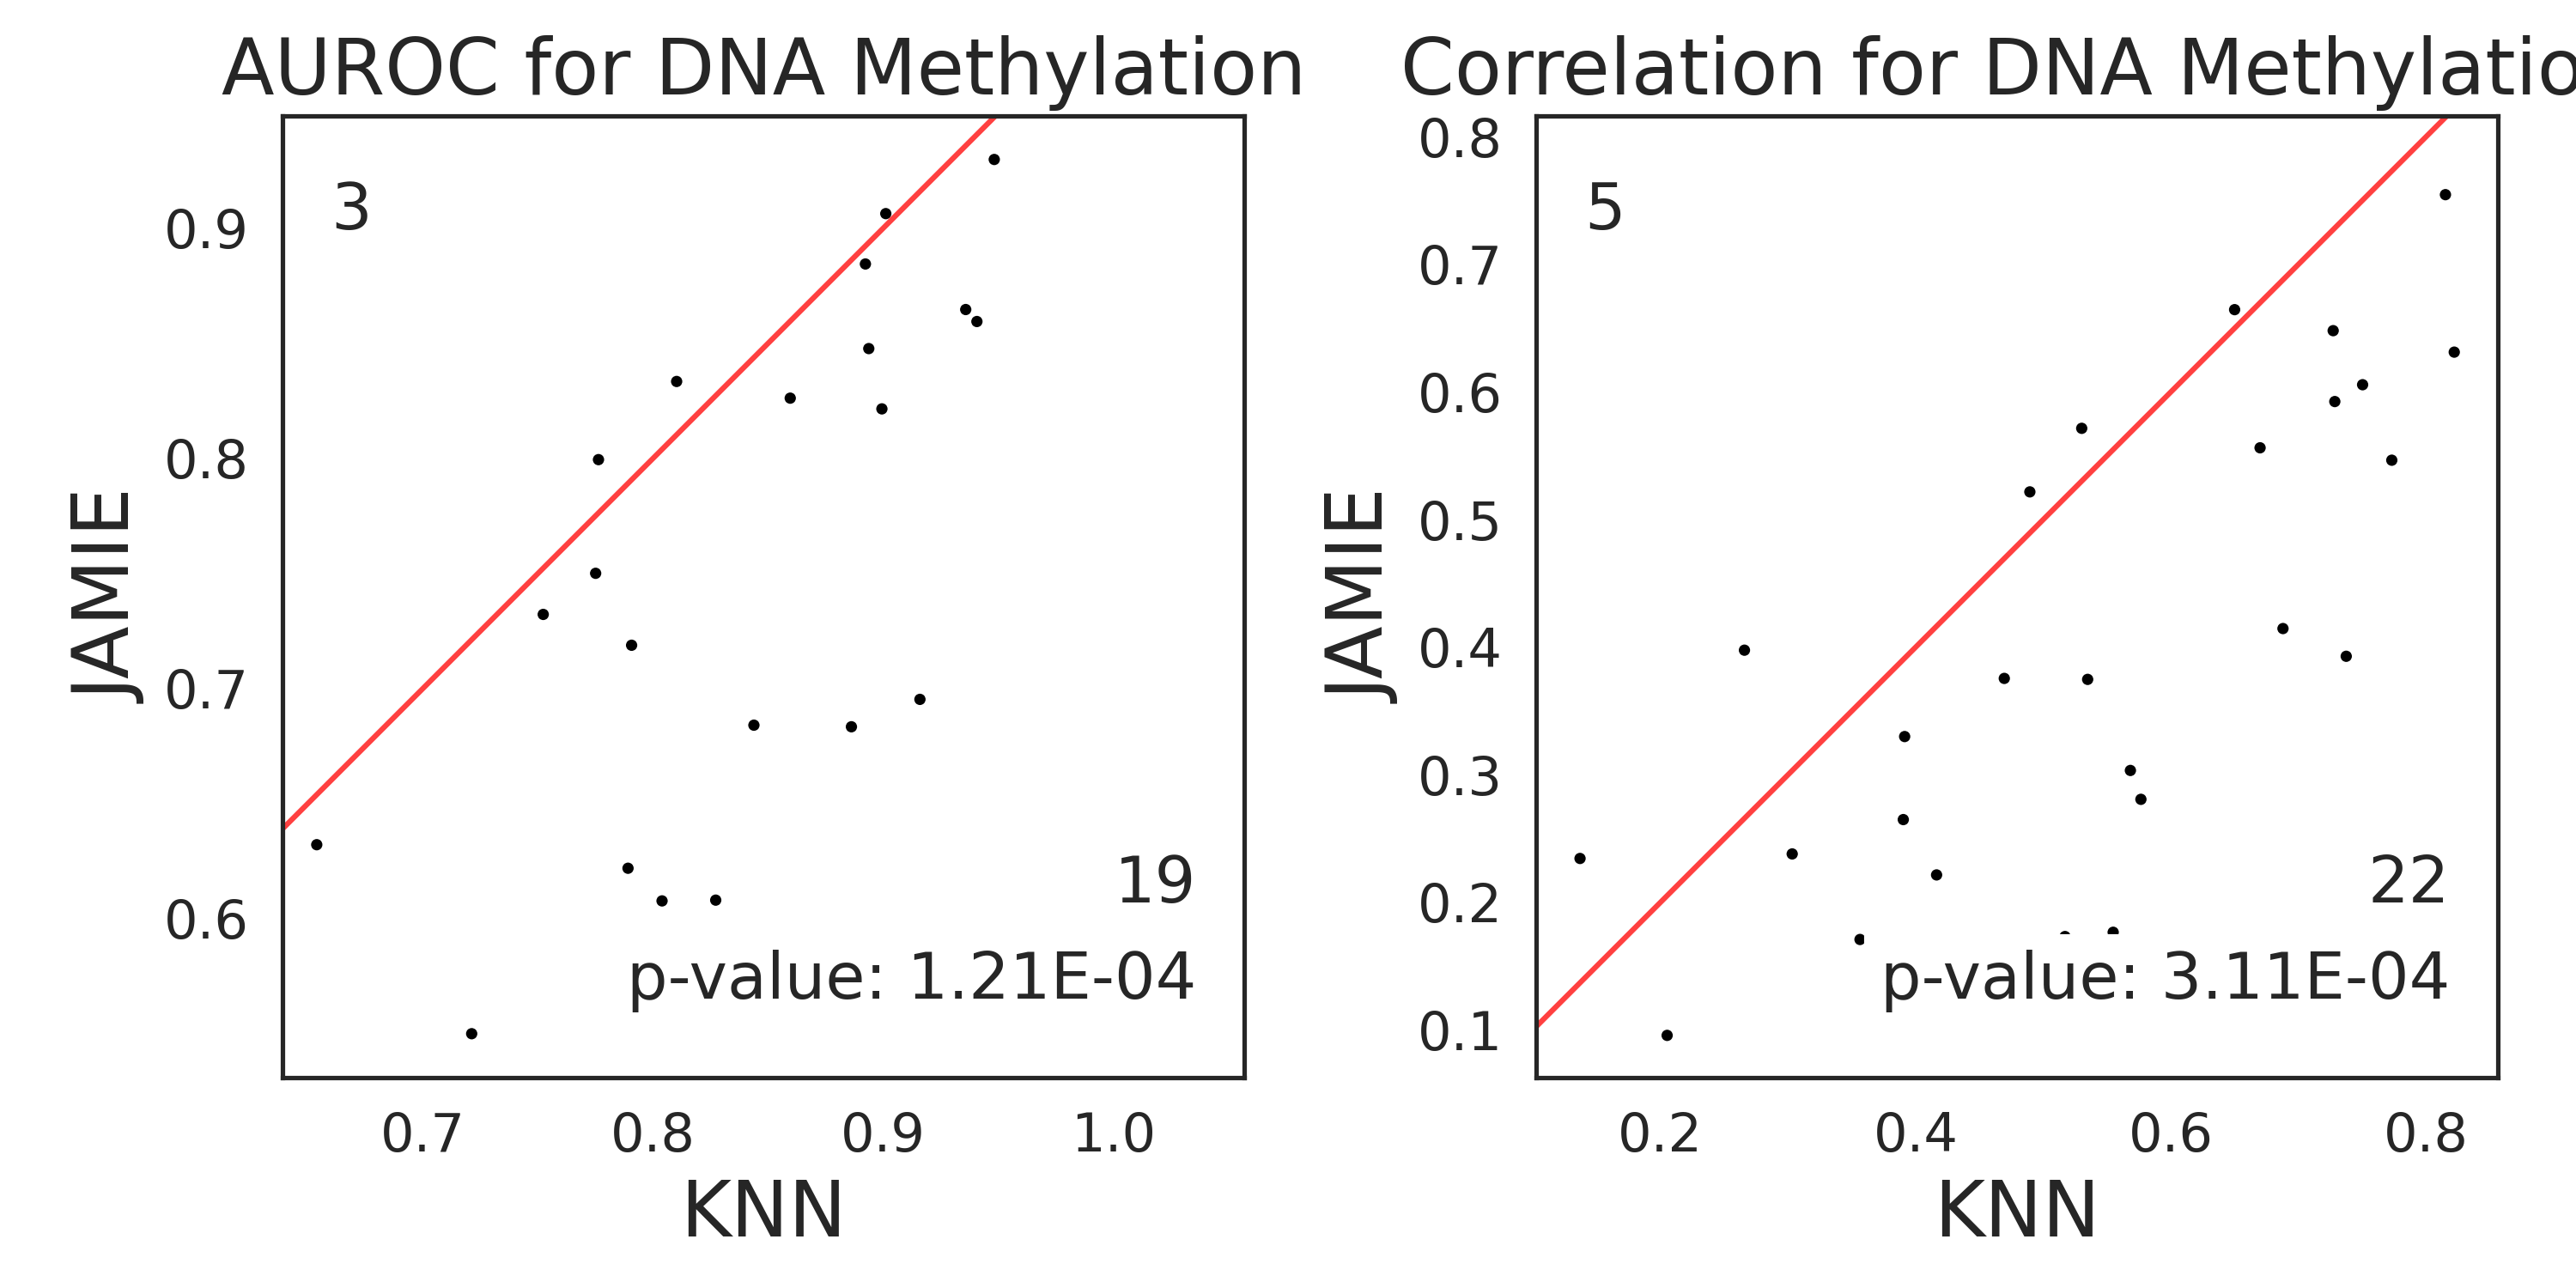 AUROC for DNA Methylation
3
0.9
0.8
0.7
0.6
JAMIE
19
p-value: 1.21E-04
0.7 0.8 0.9 1.0
KNN
Correlation for DNA Methylatio
5
0.8
0.7
0.6
0.5
0.4
0.3
0.2
0.1
JAMIE
22
p-value: 3.11E-04
0.2 0.4 0.6 0.8
KNN